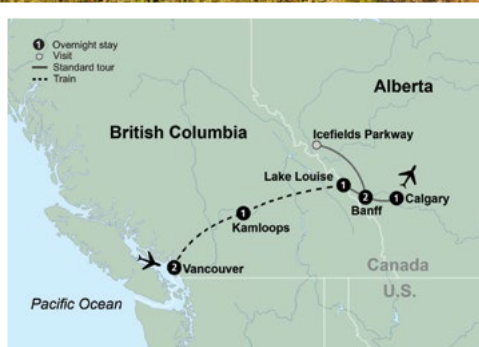 1 Overnight stay
Visit
Standard tour
Train
Alberta
British Columbia
Icefields Parkway
Lake Louise
1
2
1 Calgary
Banff
1
Kamloops
2 Vancouver
Canada
U.S.
Pacific Ocean